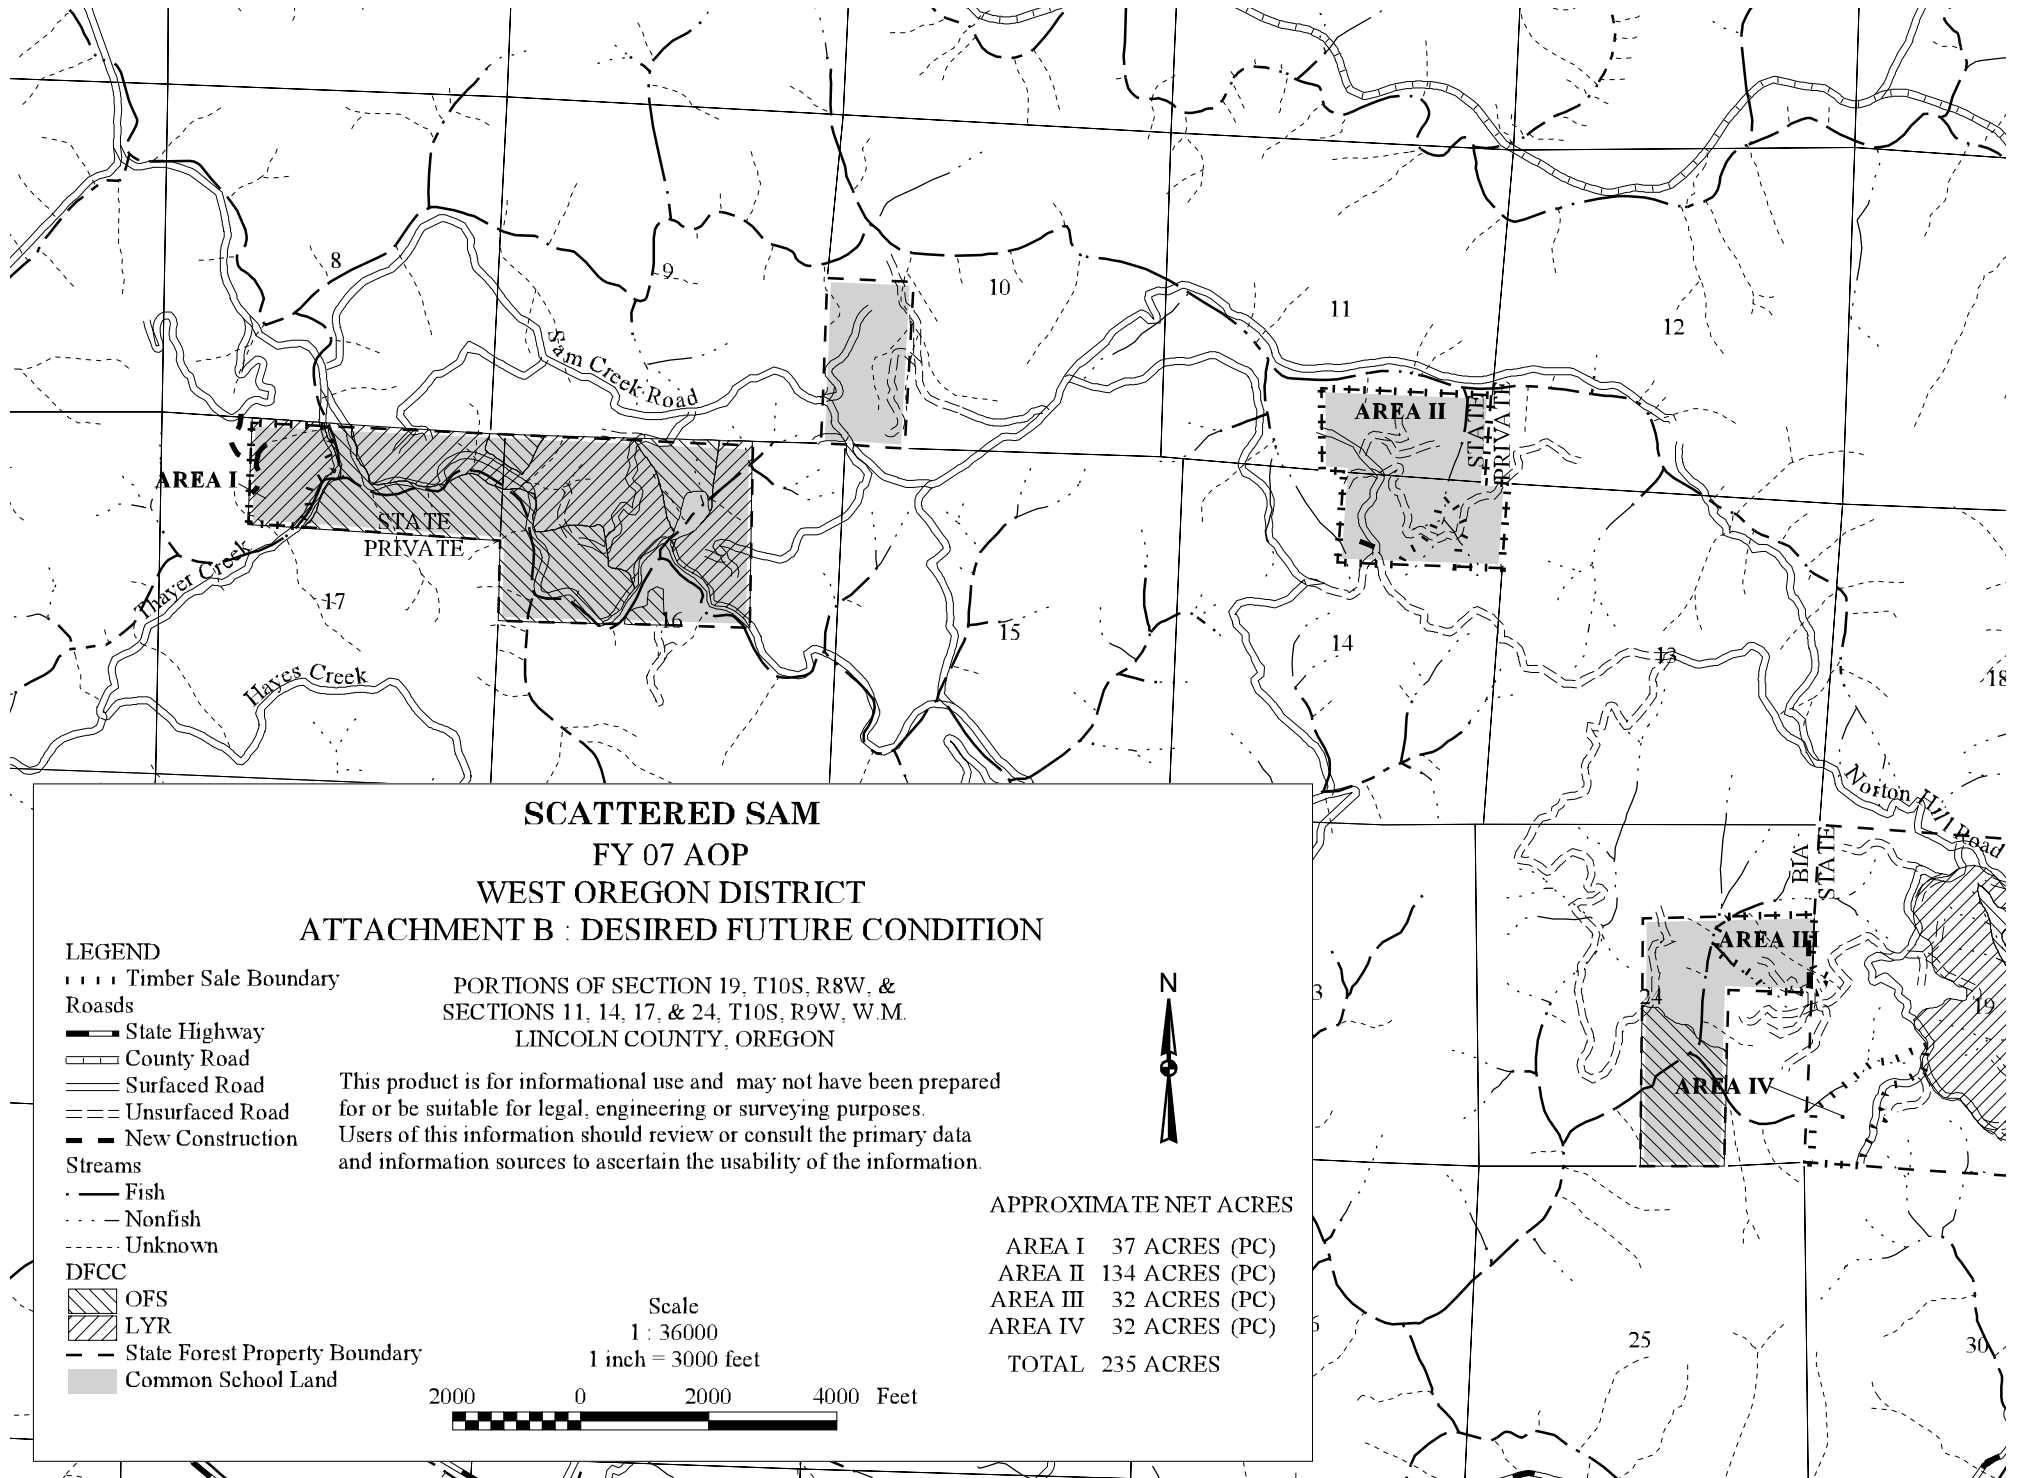 8
9
10
11
12
Sam Creek Road
AREA I
AREA II
STATE
PRIVATE
STATE
PRIVATE
Thayer Creek
17
16
15
14
13
18
Hayes Creek
Norton Hill Road
BIA
STATE
AREA III
24
19
AREA IV
3
6
25
30
SCATTERED SAM
FY 07 AOP
WEST OREGON DISTRICT
ATTACHMENT B : DESIRED FUTURE CONDITION
PORTIONS OF SECTION 19, T10S, R8W, &
SECTIONS 11, 14, 17, & 24, T10S, R9W, W.M.
LINCOLN COUNTY, OREGON
This product is for informational use and may not have been prepared
for or be suitable for legal, engineering or surveying purposes.
Users of this information should review or consult the primary data
and information sources to ascertain the usability of the information.
LEGEND
Timber Sale Boundary
Roasds
State Highway
County Road
Surfaced Road
Unsurfaced Road
New Construction
Streams
Fish
Nonfish
Unknown
DFCC
OFS
LYR
State Forest Property Boundary
Common School Land
N
Scale
1 : 36000
1 inch = 3000 feet
2000 0 2000 4000 Feet
APPROXIMATE NET ACRES
AREA I 37 ACRES (PC)
AREA II 134 ACRES (PC)
AREA III 32 ACRES (PC)
AREA IV 32 ACRES (PC)
TOTAL 235 ACRES